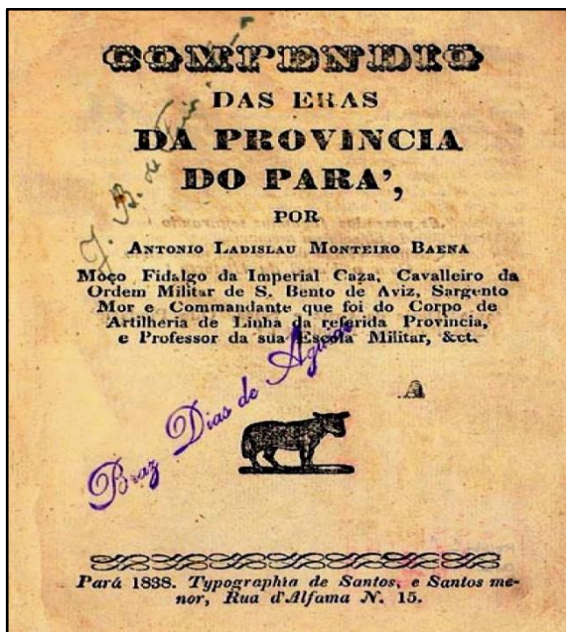 COMPENDIO
DAS ERAS
DA PROVINCIA
DO PARA',
POR
ANTONIO LADISLAU MONTEIRO BAENA
Moço Fidalgo da Imperial Caza, Cavalleiro da
Ordem Militar de S. Bento de Aviz, Sargento
Mor e Commandante que foi do Corpo de
Artilheria de Linha da referida Provincia,
e Professor da sua Escola Militar, &ct.
A
Braz Dias de Aguiar
Pará 1838. Typographia de Santos, e Santos me-
nor, Rua d'Alfama N. 15.